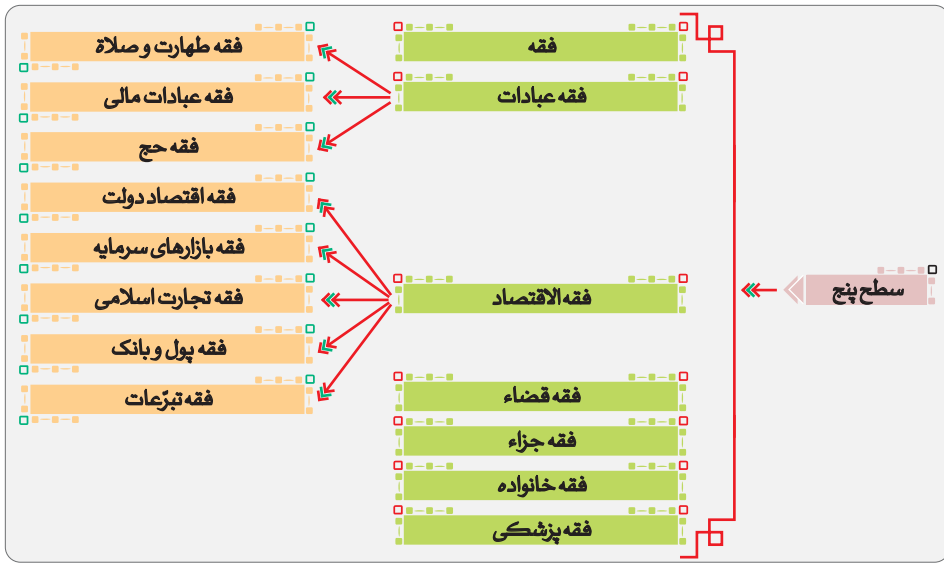 سطح پنج
فقه
فقه عبادات
فقه الاقتصاد
فقه قضاء
فقه جزاء
فقه خانواده
فقه پزشکی
فقه طهارت و صلاة
فقه عبادات مالی
فقه حج
فقه اقتصاد دولت
فقه بازارهای سرمایه
فقه تجارت اسلامی
فقه پول و بانک
فقه تبرّعات